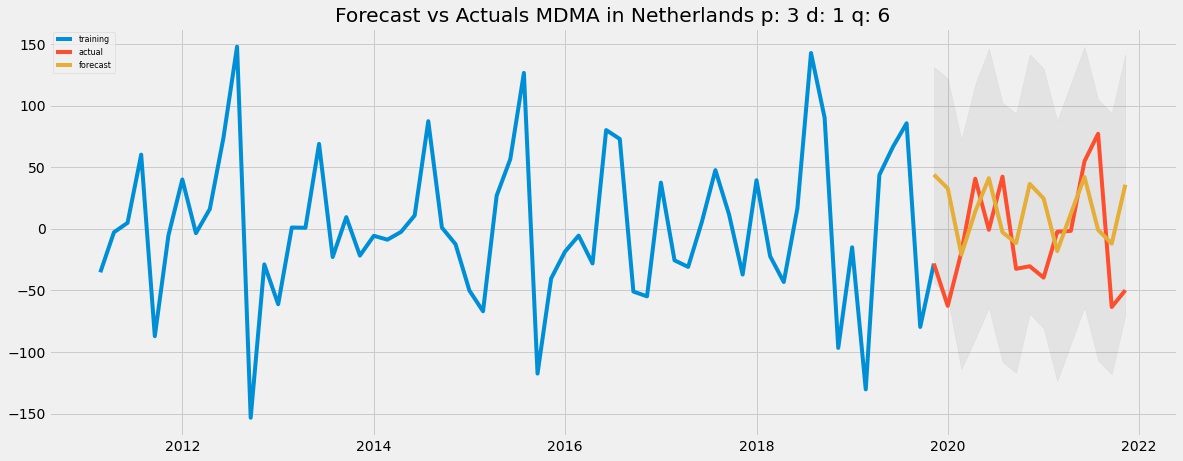 Forecast vs Actuals MDMA in Netherlands p: 3 d: 1 q: 6
training
actual
forecast
150
100
50
0
−50
−100
−150
2012 2014 2016 2018 2020 2022